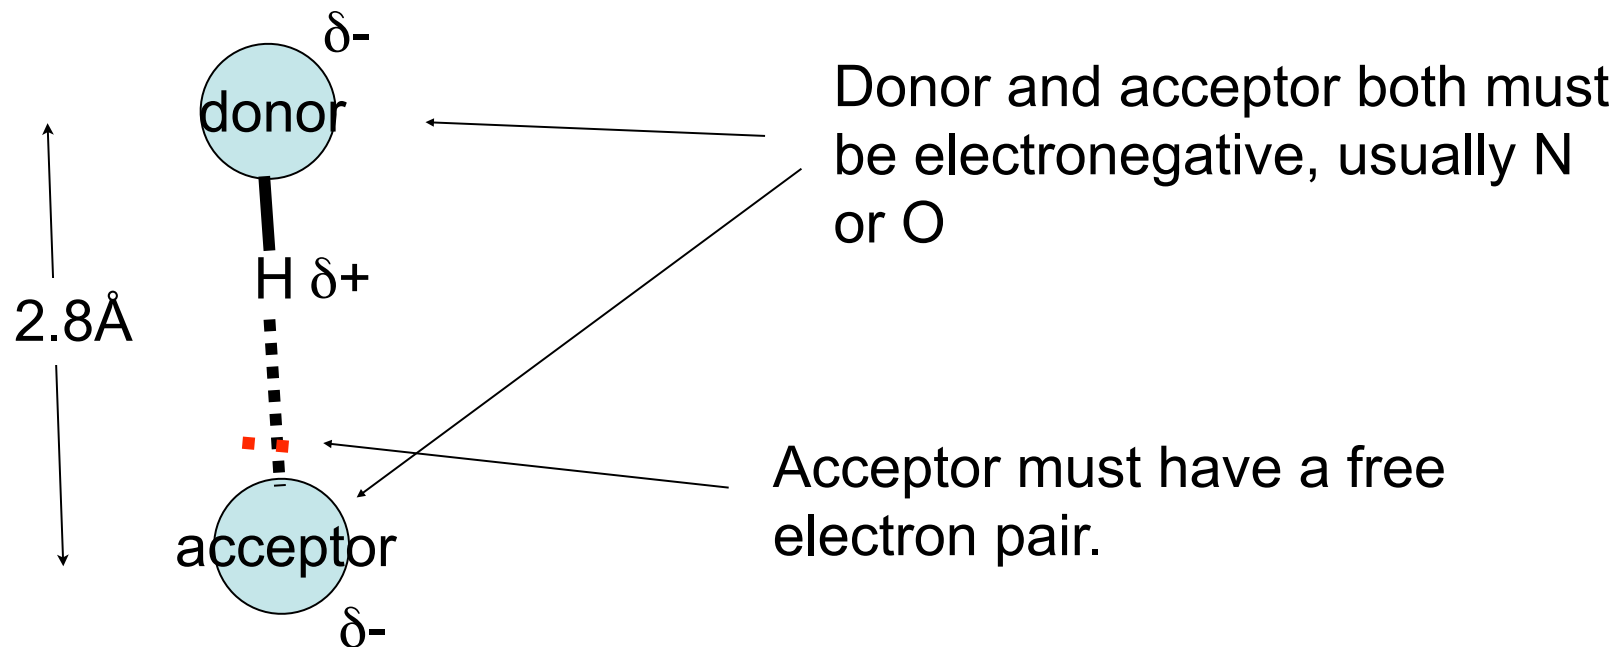 δ-
donor
H δ+
2.8Å
acceptor
δ-
Donor and acceptor both must
be electronegative, usually N
or O
Acceptor must have a free
electron pair.